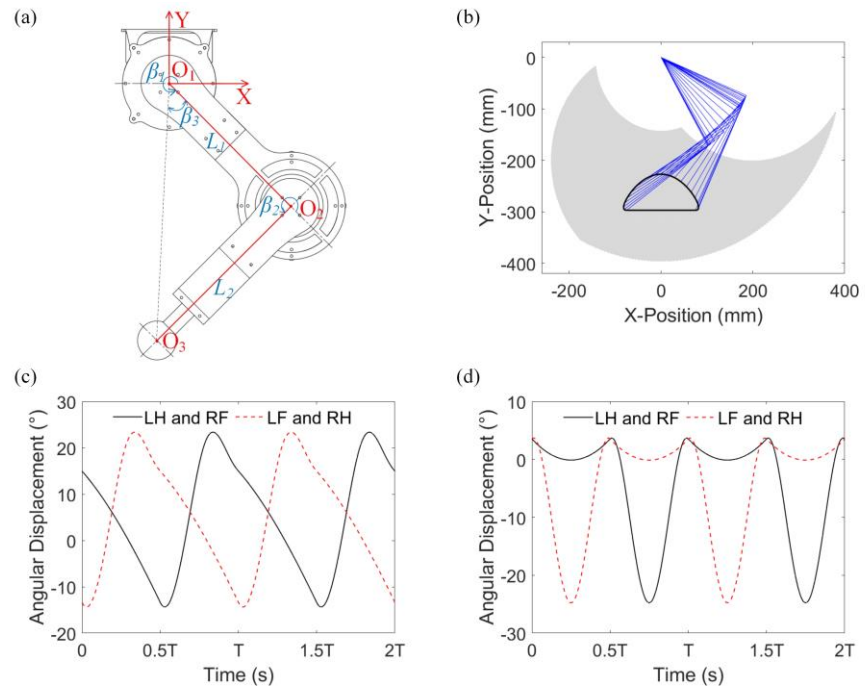 (a)
Y
β1
O1
X
β3
L1
β2
O2
L2
O3
(b)
0
-100
-200
-300
-400
Y-Position (mm)
-200
0
200
400
X-Position (mm)
(c)
30
20
10
0
-10
-20
Angular Displacement (°)
LH and RF
LF and RH
0
0.5T
T
1.5T
2T
Time (s)
(d)
10
0
-10
-20
-30
Angular Displacement (°)
LH and RF
LF and RH
0
0.5T
T
1.5T
2T
Time (s)